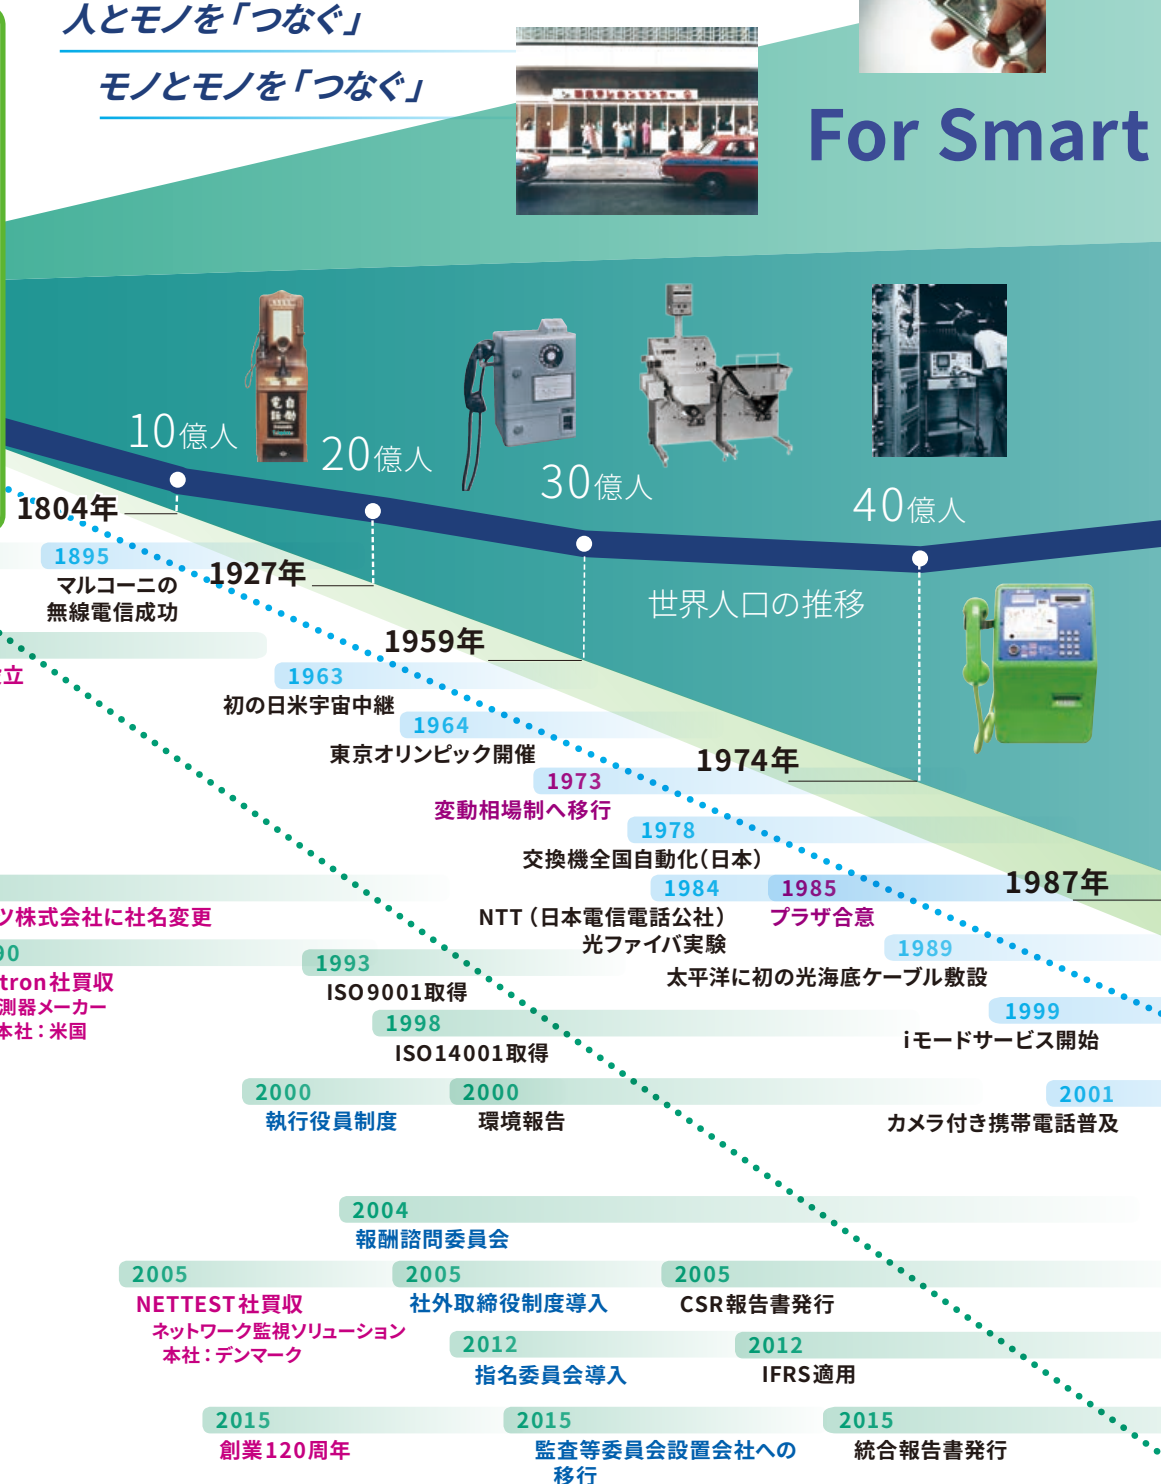 人とモノを「つなぐ」
モノとモノを「つなぐ」
For Smart
自働
電話
10億人
20億人
30億人
40億人
世界人口の推移
1804年
1895
マルコーニの
無線電信成功
1927年
1959年
立
1963
初の日米宇宙中継
1964
東京オリンピック開催
1974年
1973
変動相場制へ移行
1978
交換機全国自動化（日本）
1984
NTT（日本電信電話公社）
光ファイバ実験
1985
プラザ合意
1987年
ツ株式会社に社名変更
1989
太平洋に初の光海底ケーブル敷設
90
tron社買収
測器メーカー
本社：米国
1993
ISO9001取得
1998
ISO14001取得
1999
iモードサービス開始
2000
執行役員制度
2000
環境報告
2001
カメラ付き携帯電話普及
2004
報酬諮問委員会
2005
NETTEST社買収
ネットワーク監視ソリューション
本社：デンマーク
2005
社外取締役制度導入
2005
CSR報告書発行
2012
指名委員会導入
2012
IFRS適用
2015
創業120周年
2015
監査等委員会設置会社への
移行
2015
統合報告書発行